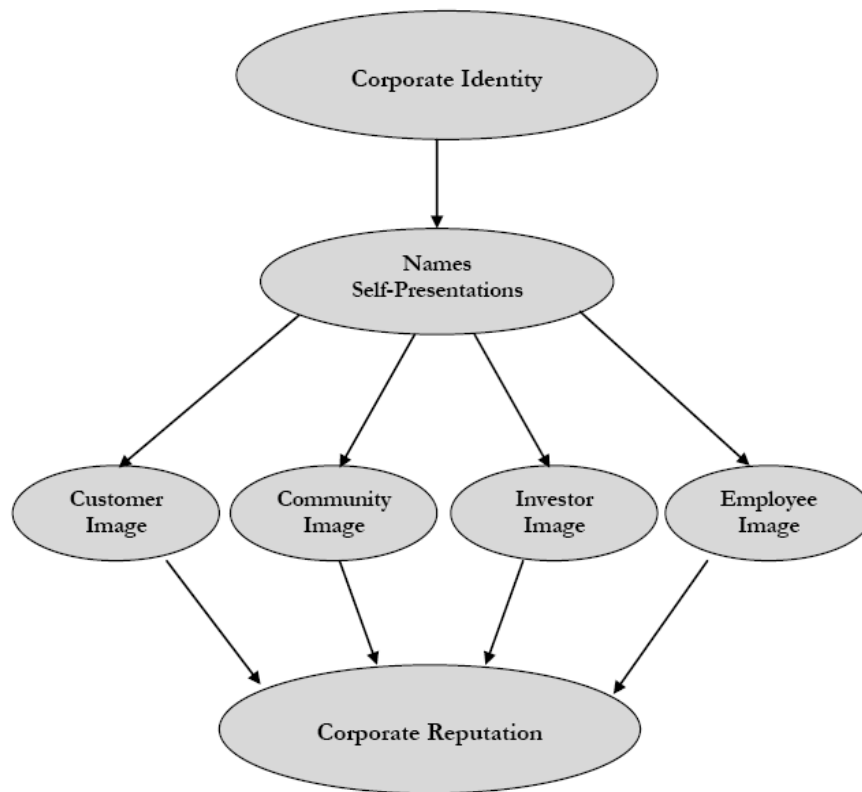 Corporate Identity
Names
Self-Presentations
Customer
Image
Community
Image
Investor
Image
Employee
Image
Corporate Reputation